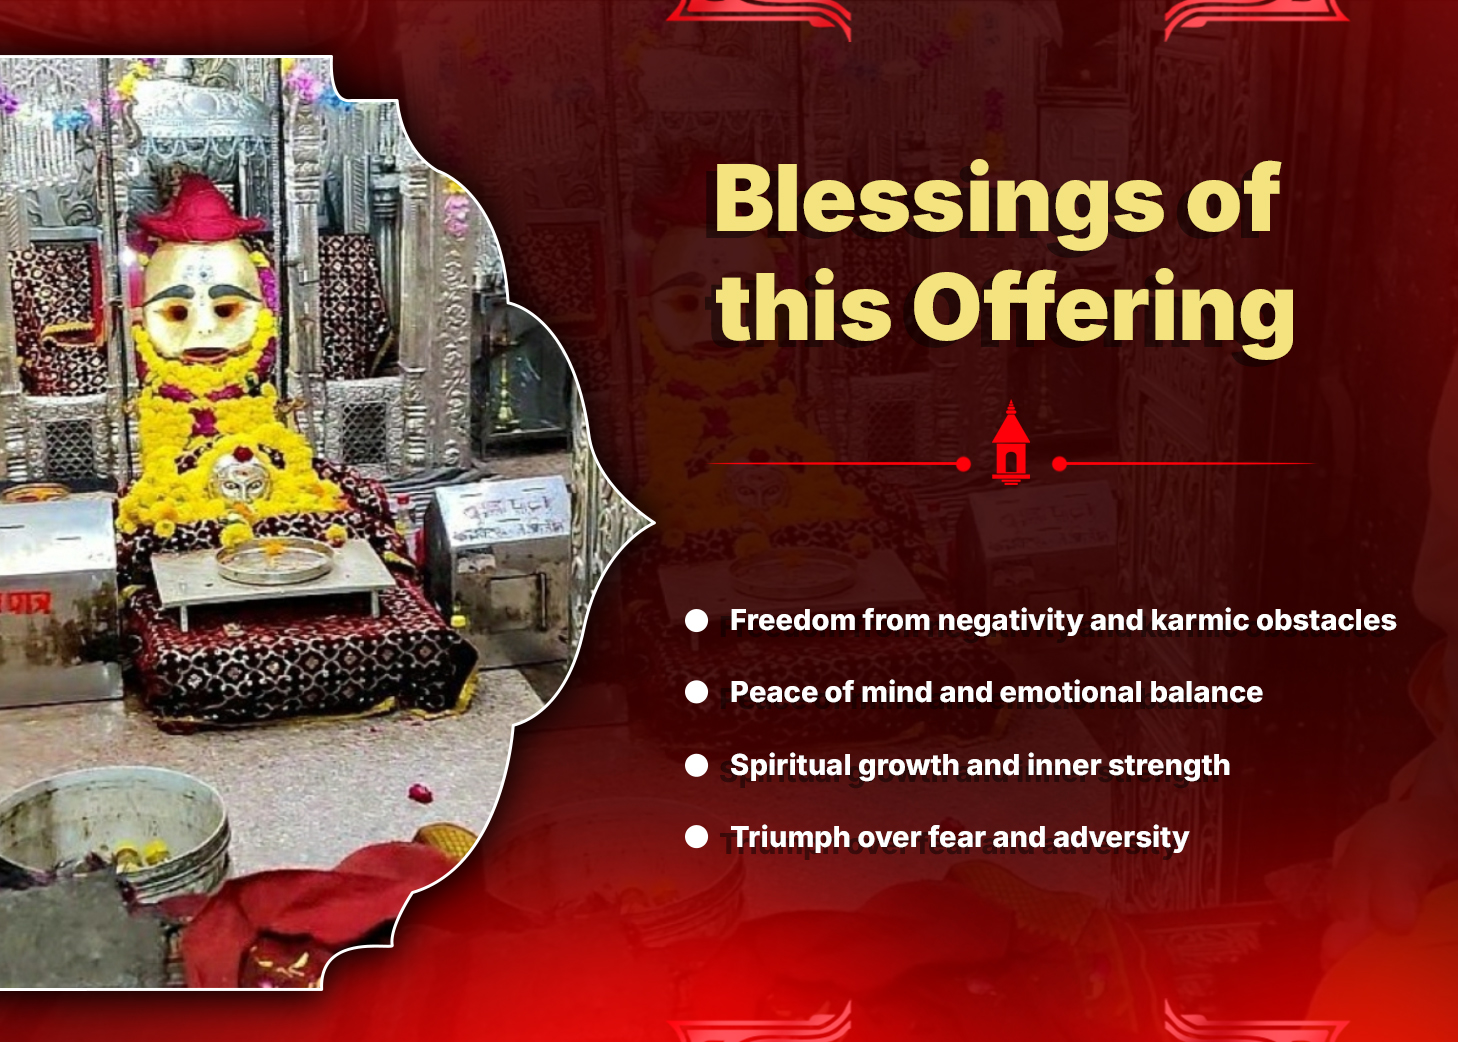 Blessings of
this Offering
Freedom from negativity and karmic obstacles
Peace of mind and emotional balance
Spiritual growth and inner strength
Triumph over fear and adversity